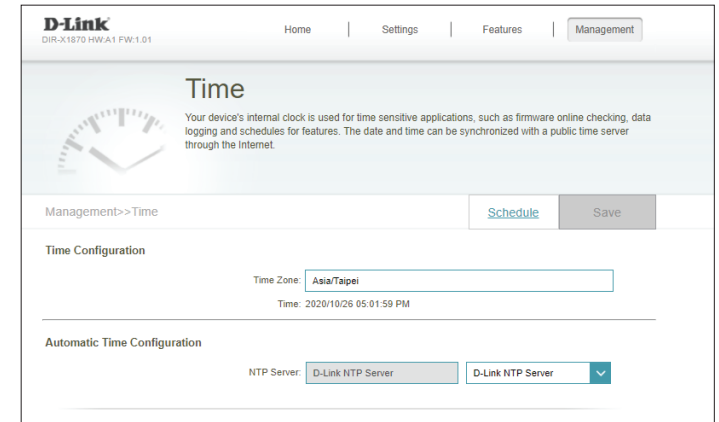 D-Link
DIR-X1870 HW:A1 FW:1.01
Home | Settings | Features | Management
Time
Your device's internal clock is used for time sensitive applications, such as firmware online checking, data
logging and schedules for features. The date and time can be synchronized with a public time server
through the Internet.
Management>>Time
Schedule Save
Time Configuration
Time Zone: Asia/Taipei
Time: 2020/10/26 05:01:59 PM
Automatic Time Configuration
NTP Server: D-Link NTP Server D-Link NTP Server